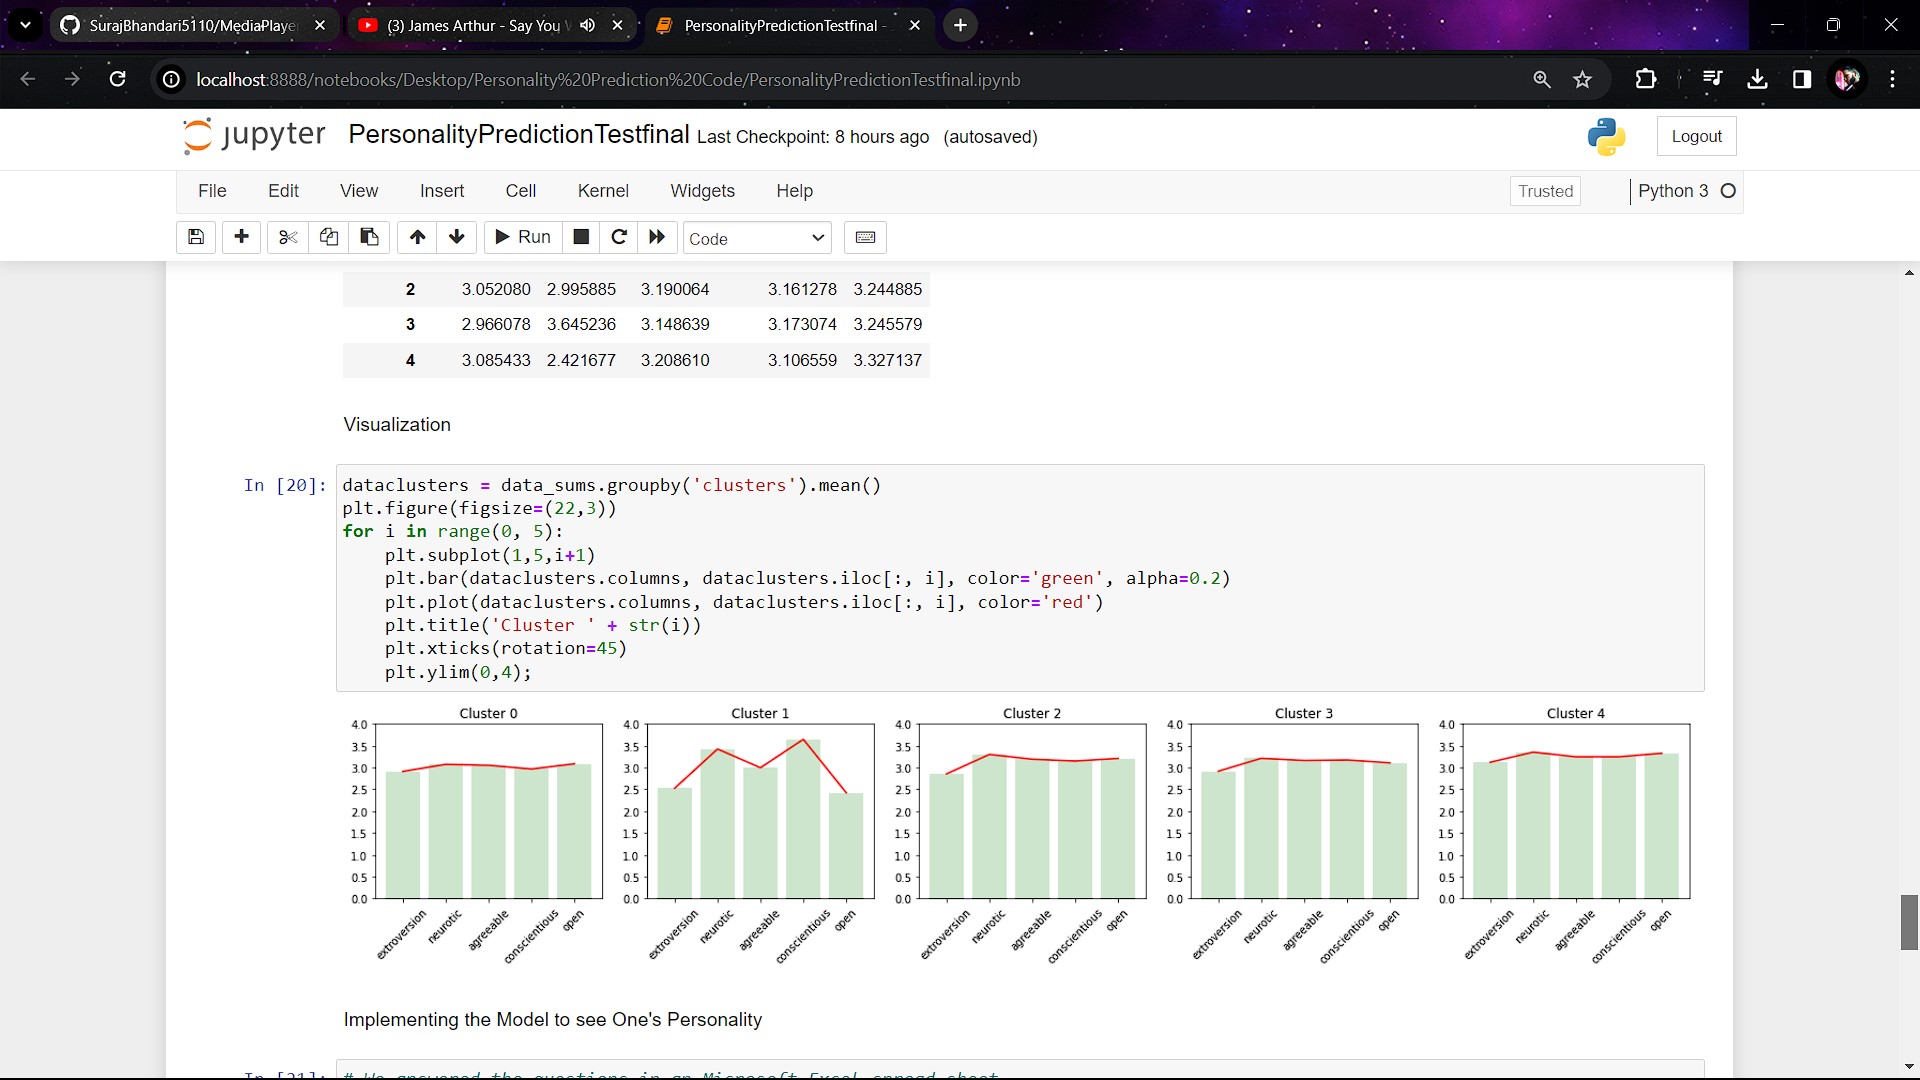 SurajBhandari5110/MediaPlaye
(3) James Arthur - Say You W
PersonalityPredictionTestfinal -
localhost:8888/notebooks/Desktop/Personality%20Prediction%20Code/PersonalityPredictionTestfinal.ipynb
jupyter PersonalityPredictionTestfinal Last Checkpoint: 8 hours ago (autosaved)
Logout
File Edit View Insert Cell Kernel Widgets Help
Trusted
Python 3
Run
Code
2 3.052080 2.995885 3.190064 3.161278 3.244885
3 2.966078 3.645236 3.148639 3.173074 3.245579
4 3.085433 2.421677 3.208610 3.106559 3.327137
Visualization
In [20]:
dataclusters = data_sums.groupby('clusters').mean()
plt.figure(figsize=(22,3))
for i in range(0, 5):
    plt.subplot(1,5,i+1)
    plt.bar(dataclusters.columns, dataclusters.iloc[:, i], color='green', alpha=0.2)
    plt.plot(dataclusters.columns, dataclusters.iloc[:, i], color='red')
    plt.title('Cluster ' + str(i))
    plt.xticks(rotation=45)
    plt.ylim(0,4);
Cluster 0
4.0
3.5
3.0
2.5
2.0
1.5
1.0
0.5
0.0
extroversion
neurotic
agreeable
conscientious
open
Cluster 1
4.0
3.5
3.0
2.5
2.0
1.5
1.0
0.5
0.0
extroversion
neurotic
agreeable
conscientious
open
Cluster 2
4.0
3.5
3.0
2.5
2.0
1.5
1.0
0.5
0.0
extroversion
neurotic
agreeable
conscientious
open
Cluster 3
4.0
3.5
3.0
2.5
2.0
1.5
1.0
0.5
0.0
extroversion
neurotic
agreeable
conscientious
open
Cluster 4
4.0
3.5
3.0
2.5
2.0
1.5
1.0
0.5
0.0
extroversion
neurotic
agreeable
conscientious
open
Implementing the Model to see One's Personality
In [21]:
# We answered the questions in an Microsoft Excel spread sheet